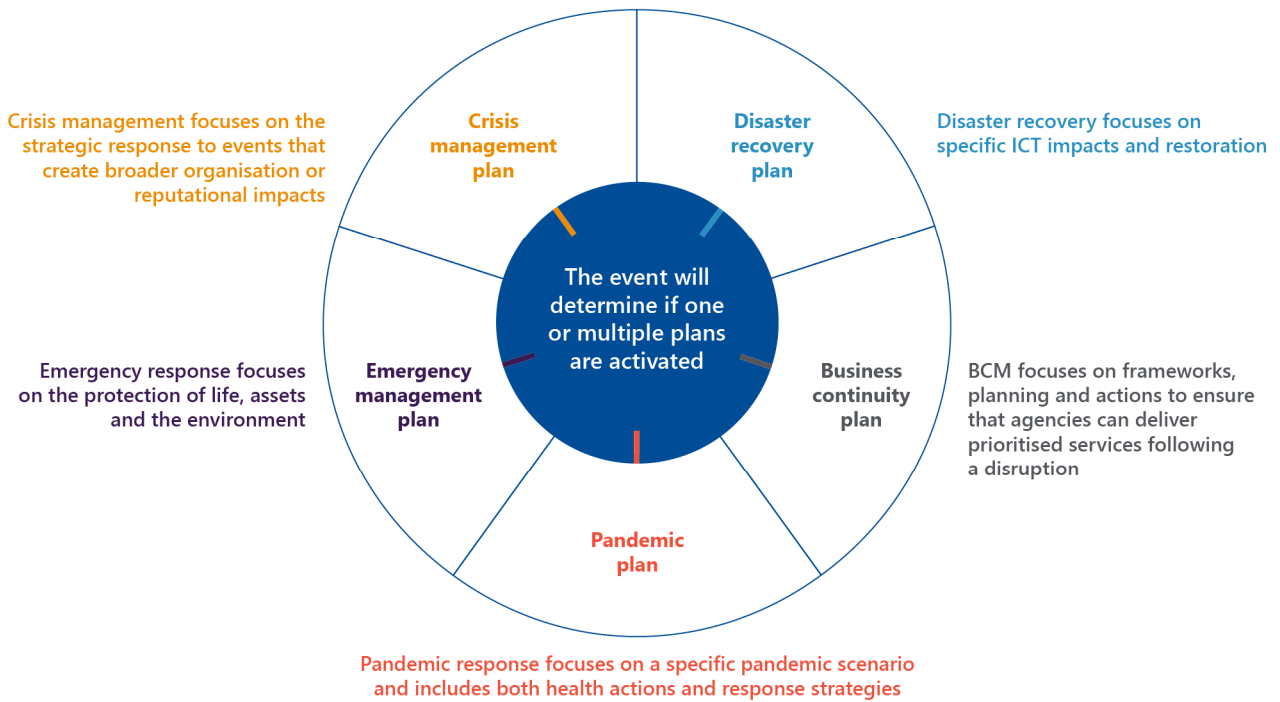 Crisis management focuses on the
strategic response to events that
create broader organisation or
reputational impacts
Crisis
management
plan
Disaster
recovery
plan
Disaster recovery focuses on
specific ICT impacts and restoration
The event will
determine if one
or multiple plans
are activated
Emergency response focuses
on the protection of life, assets
and the environment
Emergency
management
plan
Business
continuity
plan
BCM focuses on frameworks,
planning and actions to ensure
that agencies can deliver
prioritised services following
a disruption
Pandemic
plan
Pandemic response focuses on a specific pandemic scenario
and includes both health actions and response strategies